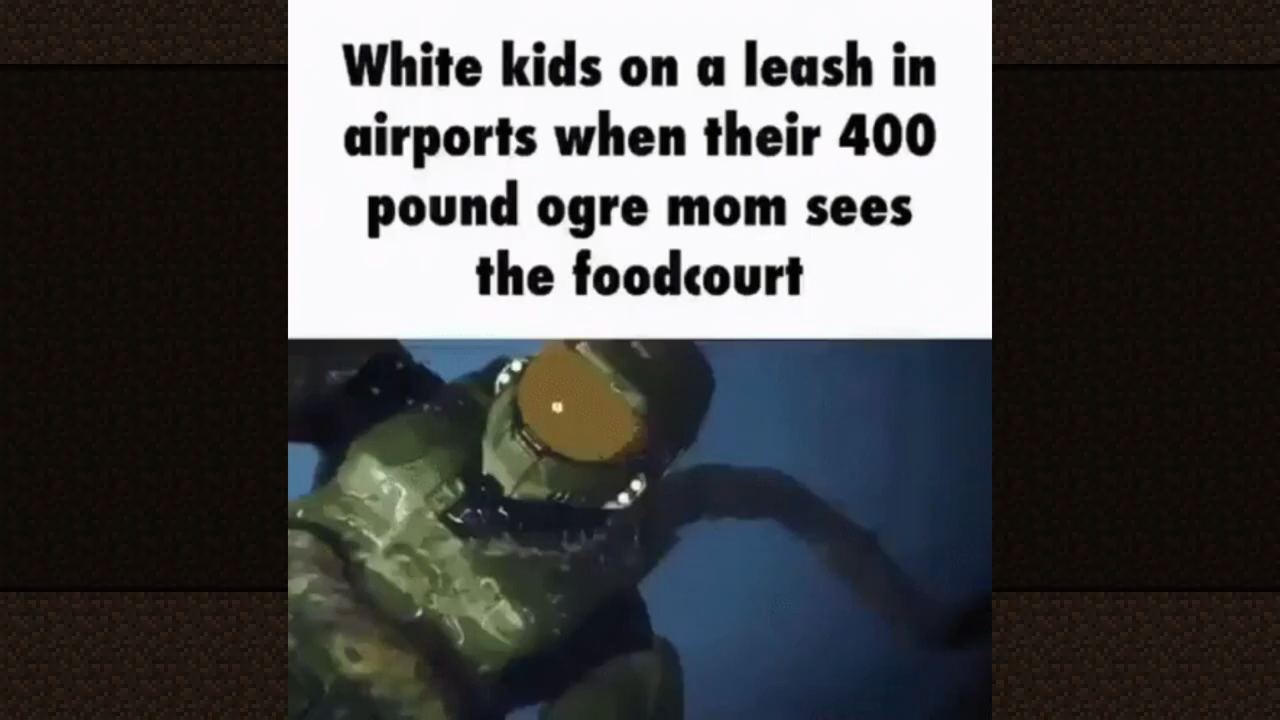 White kids on a leash in
airports when their 400
pound ogre mom sees
the foodcourt